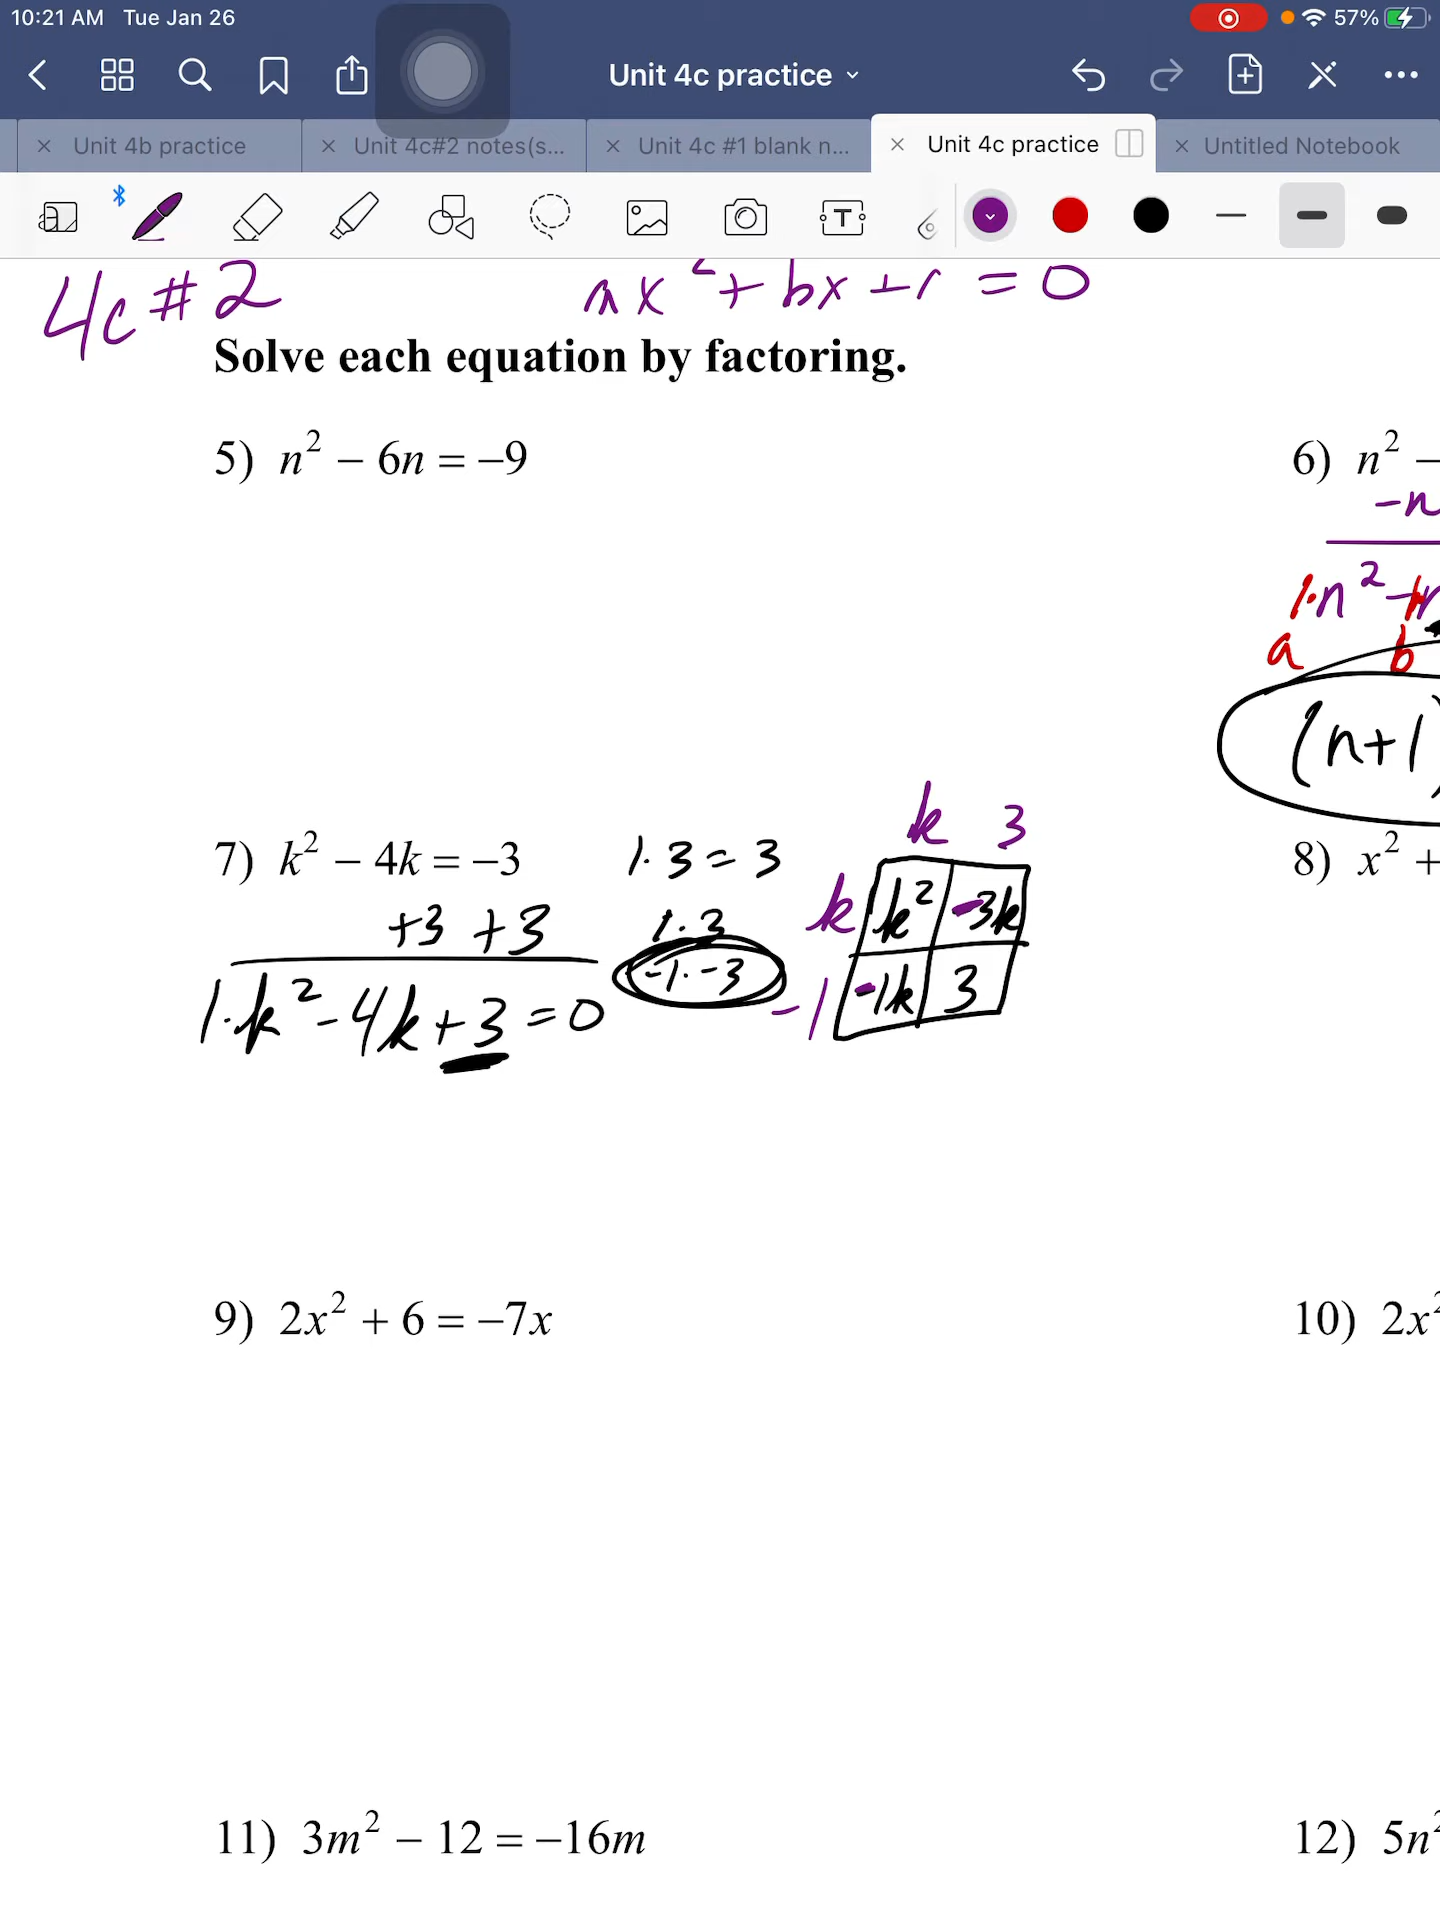 10:21 AM Tue Jan 26 57%
Unit 4c practice
Unit 4b practice Unit 4c#2 notes(s... Unit 4c #1 blank n... Unit 4c practice Untitled Notebook
4c #2 ax² + bx + c = 0
Solve each equation by factoring.
5) n² – 6n = –9 6) n² –
-n
1·n² +
a b
(n+1)
k 3
7) k² – 4k = –3 1·3=3 8) x² +
k k² -3k
+3 +3 1·3
-1·-3
-1 -1k 3
1·k²-4k+3=0
9) 2x² + 6 = –7x 10) 2x²
11) 3m² – 12 = –16m 12) 5n²